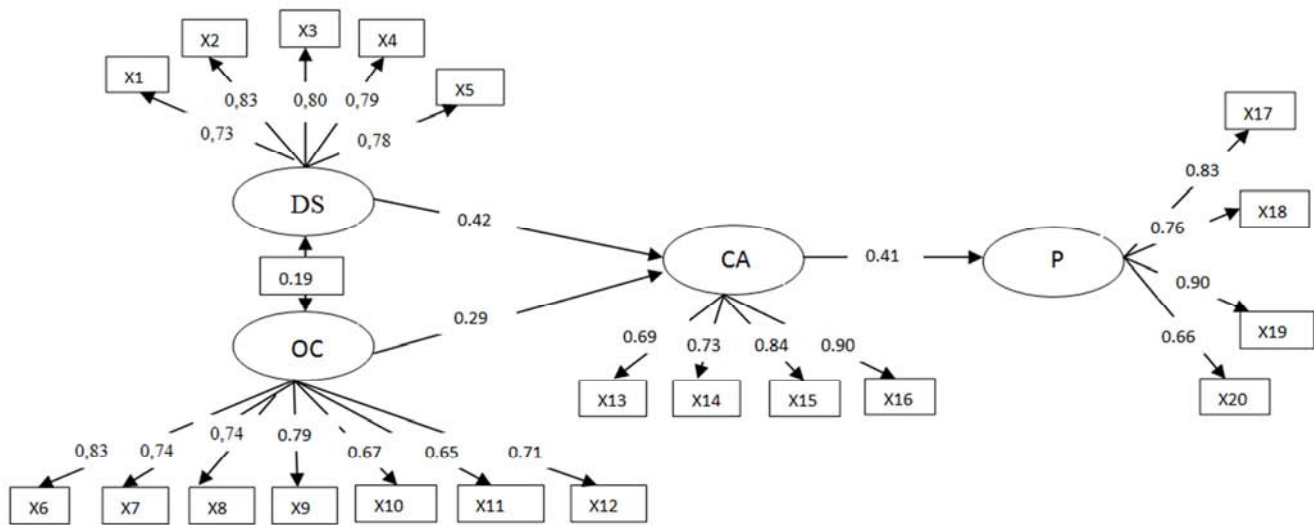 X1
X2
X3
X4
X5
0,73
0,83
0,80
0,79
0,78
DS
0.42
0.19
OC
0.29
CA
0.41
P
X17
0.83
X18
0.76
0.90
X19
0.66
X20
0.69
0.73
0.84
0.90
X13
X14
X15
X16
0,83
0,74
0,74
0.79
0.67
0.65
0.71
X6
X7
X8
X9
X10
X11
X12